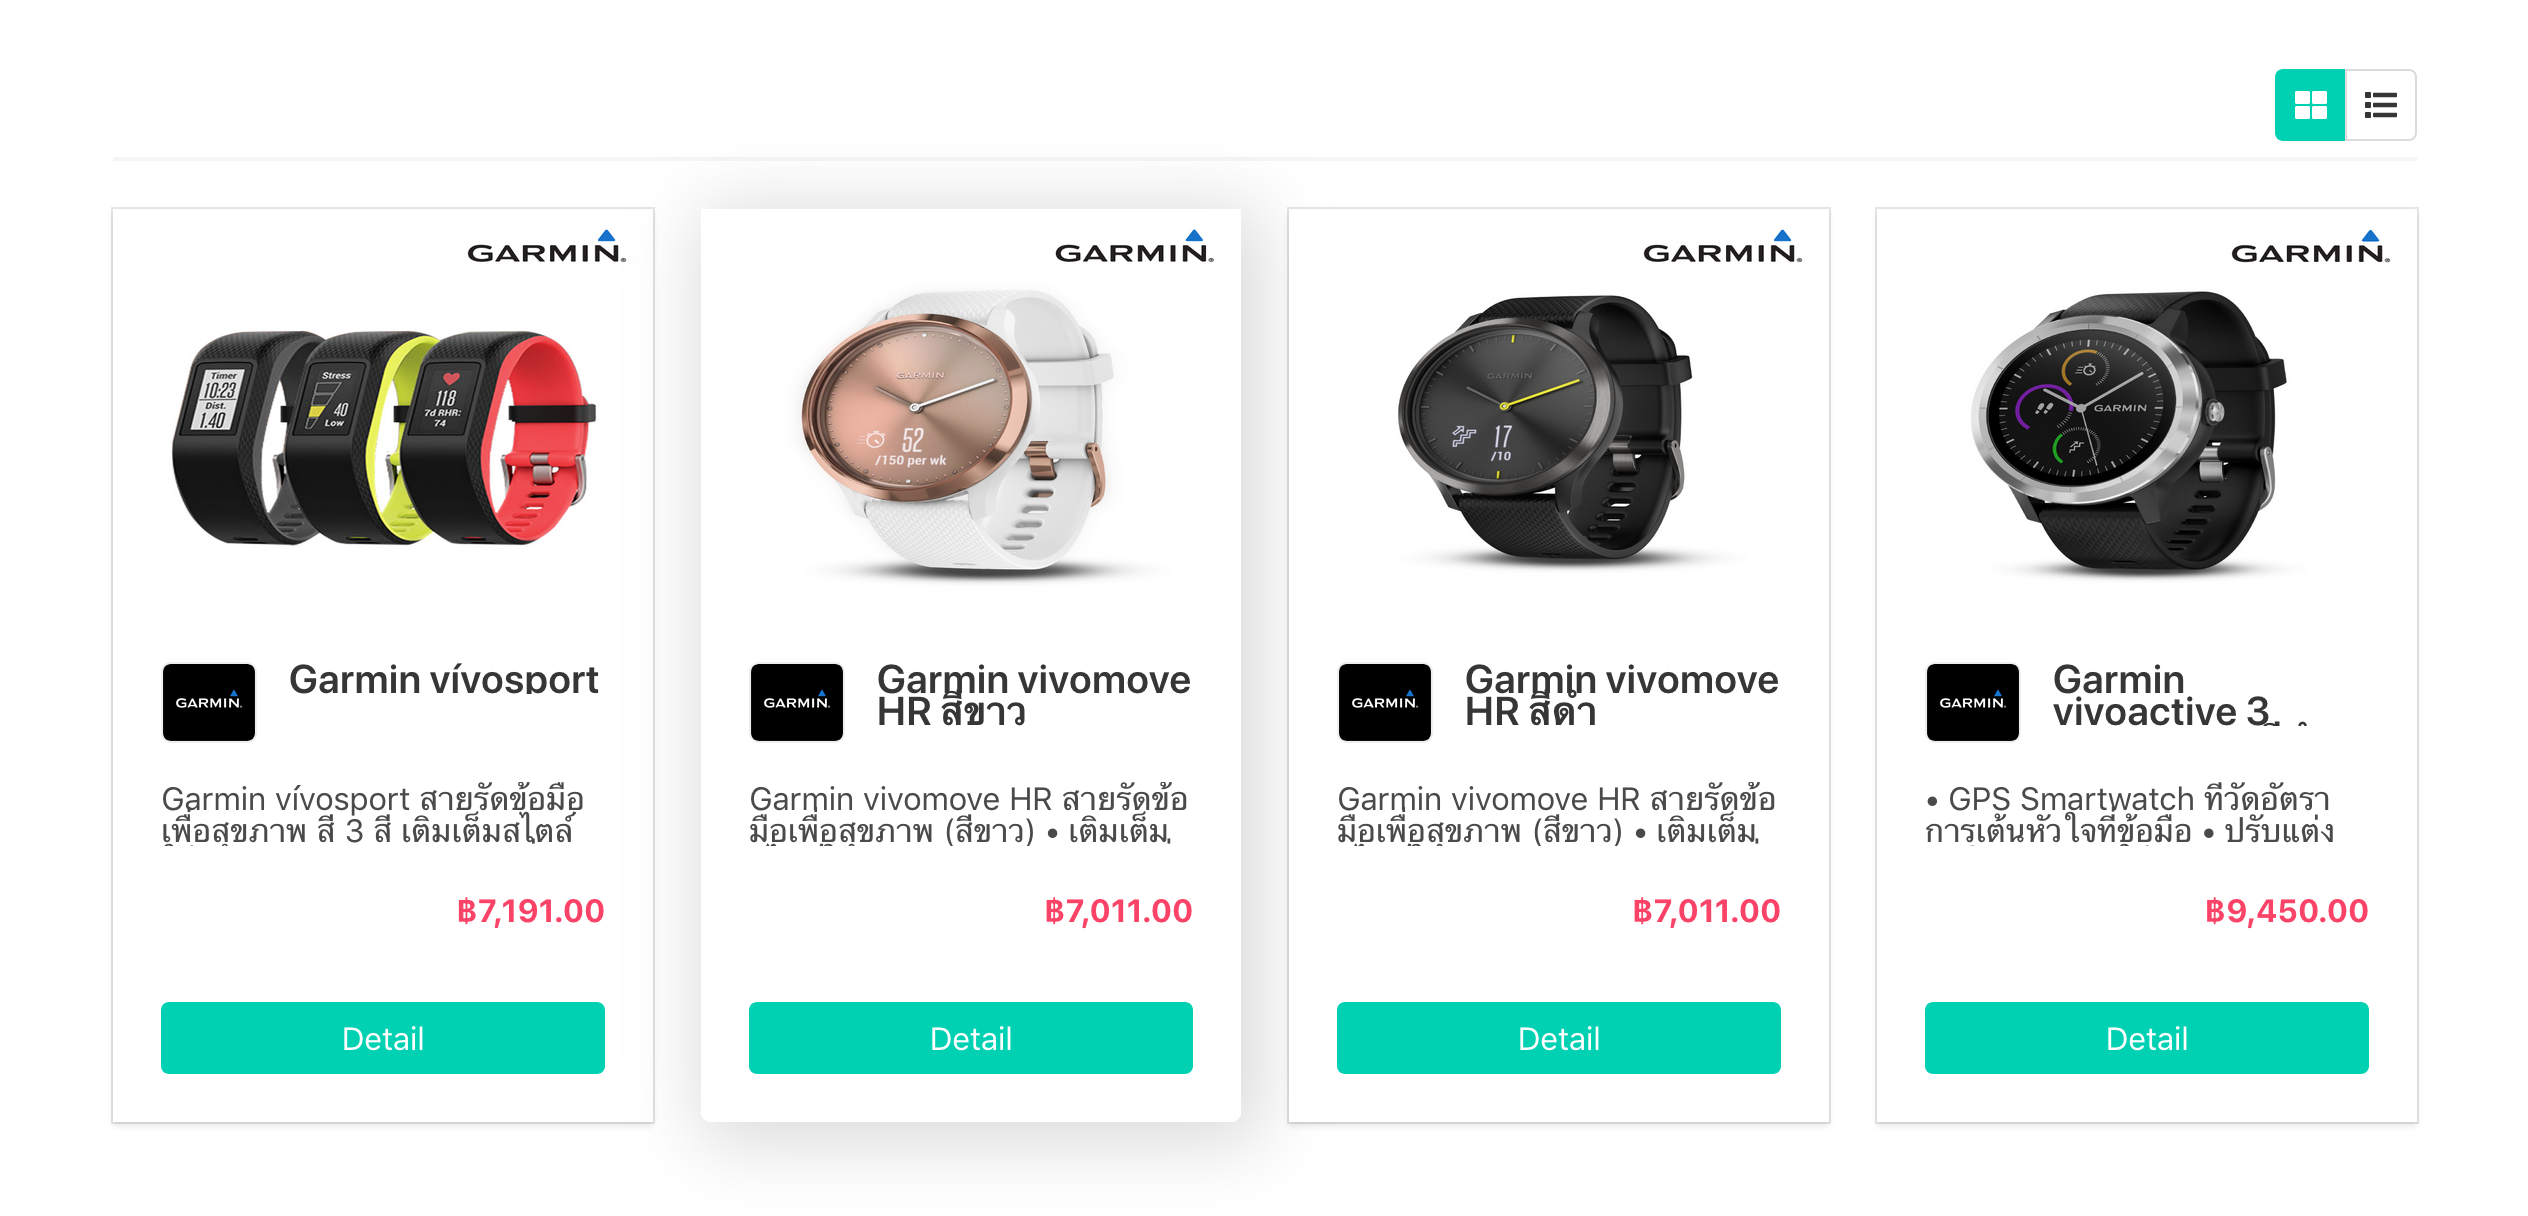 GARMIN
Timer
10:23
Dist.
1.40
Stress
40
Low
118
7d RHR:
74
Garmin vívosport
Garmin vívosport สายรัดข้อมือ
เพื่อสุขภาพ สี 3 สี เติมเต็มสไตล์
฿7,191.00
Detail
GARMIN
GARMIN
52
/150 per wk
GARMIN
Garmin vivomove
HR สีขาว
Garmin vivomove HR สายรัดข้อ
มือเพื่อสุขภาพ (สีขาว) • เติมเต็ม
฿7,011.00
Detail
GARMIN
GARMIN
17
/10
GARMIN
Garmin vivomove
HR สีดำ
Garmin vivomove HR สายรัดข้อ
มือเพื่อสุขภาพ (สีขาว) • เติมเต็ม
฿7,011.00
Detail
GARMIN
GARMIN
GARMIN
Garmin
vivoactive 3
• GPS Smartwatch ที่วัดอัตรา
การเต้นหัวใจที่ข้อมือ • ปรับแต่ง
฿9,450.00
Detail